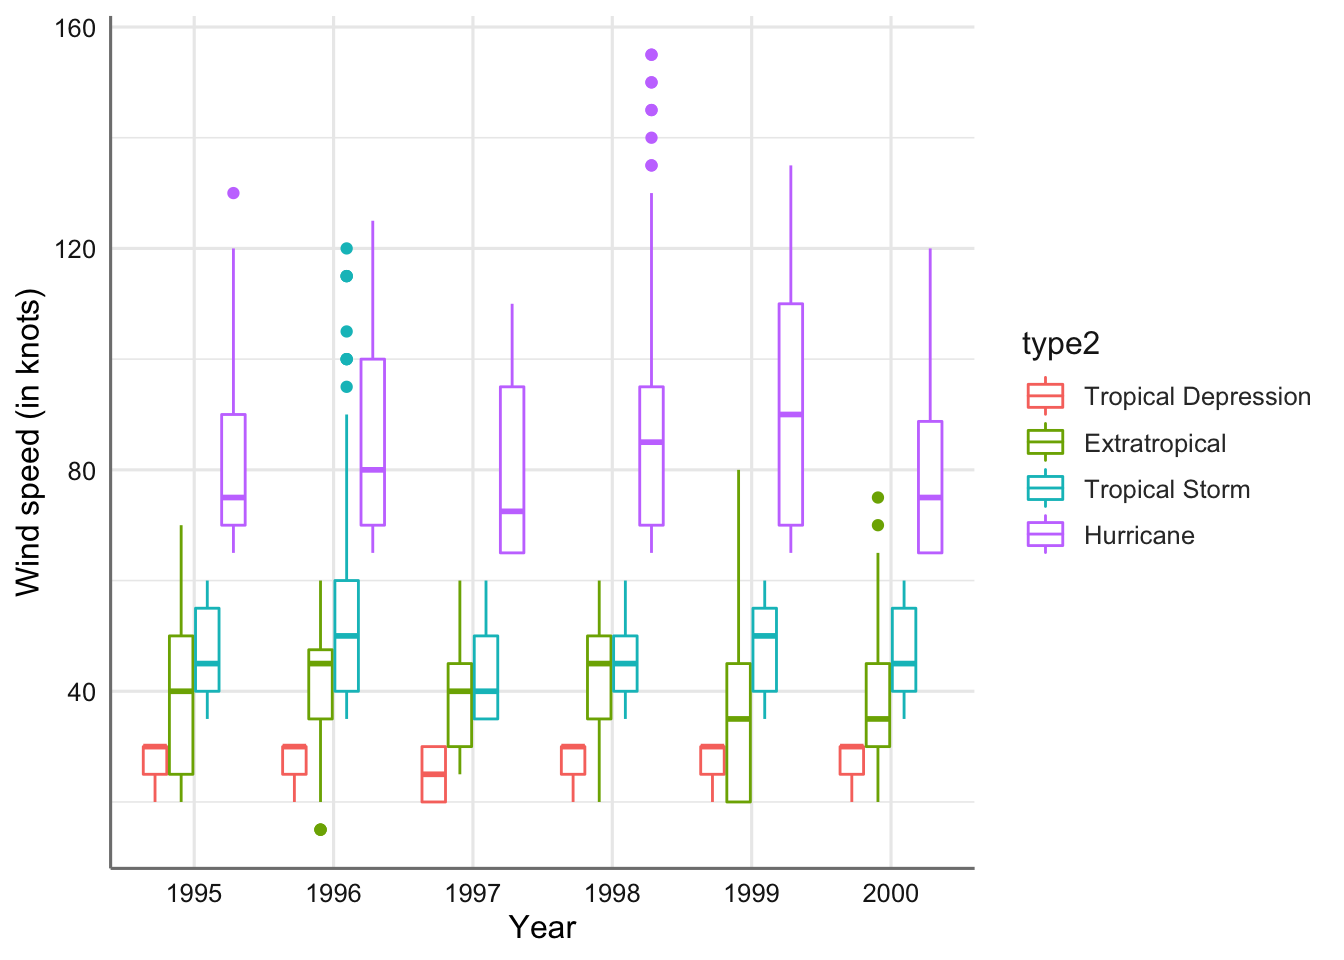 160
120
80
40
Wind speed (in knots)
1995 1996 1997 1998 1999 2000
Year
type2
Tropical Depression
Extratropical
Tropical Storm
Hurricane